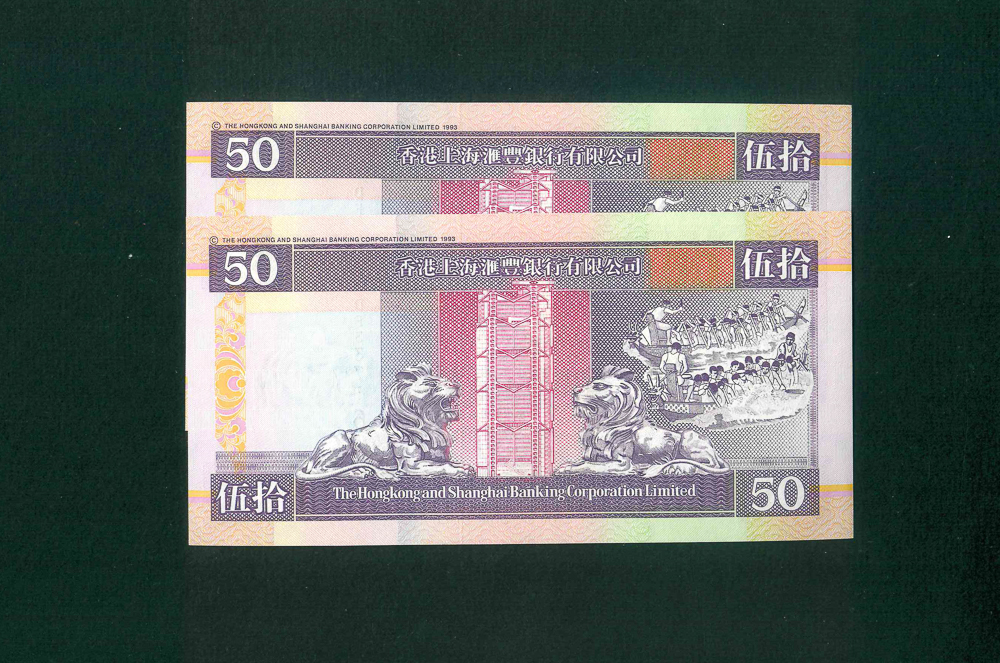 © THE HONGKONG AND SHANGHAI BANKING CORPORATION LIMITED 1993
50 香港上海滙豐銀行有限公司 伍拾
© THE HONGKONG AND SHANGHAI BANKING CORPORATION LIMITED 1993
50 香港上海滙豐銀行有限公司 伍拾
伍拾 The Hongkong and Shanghai Banking Corporation Limited 50